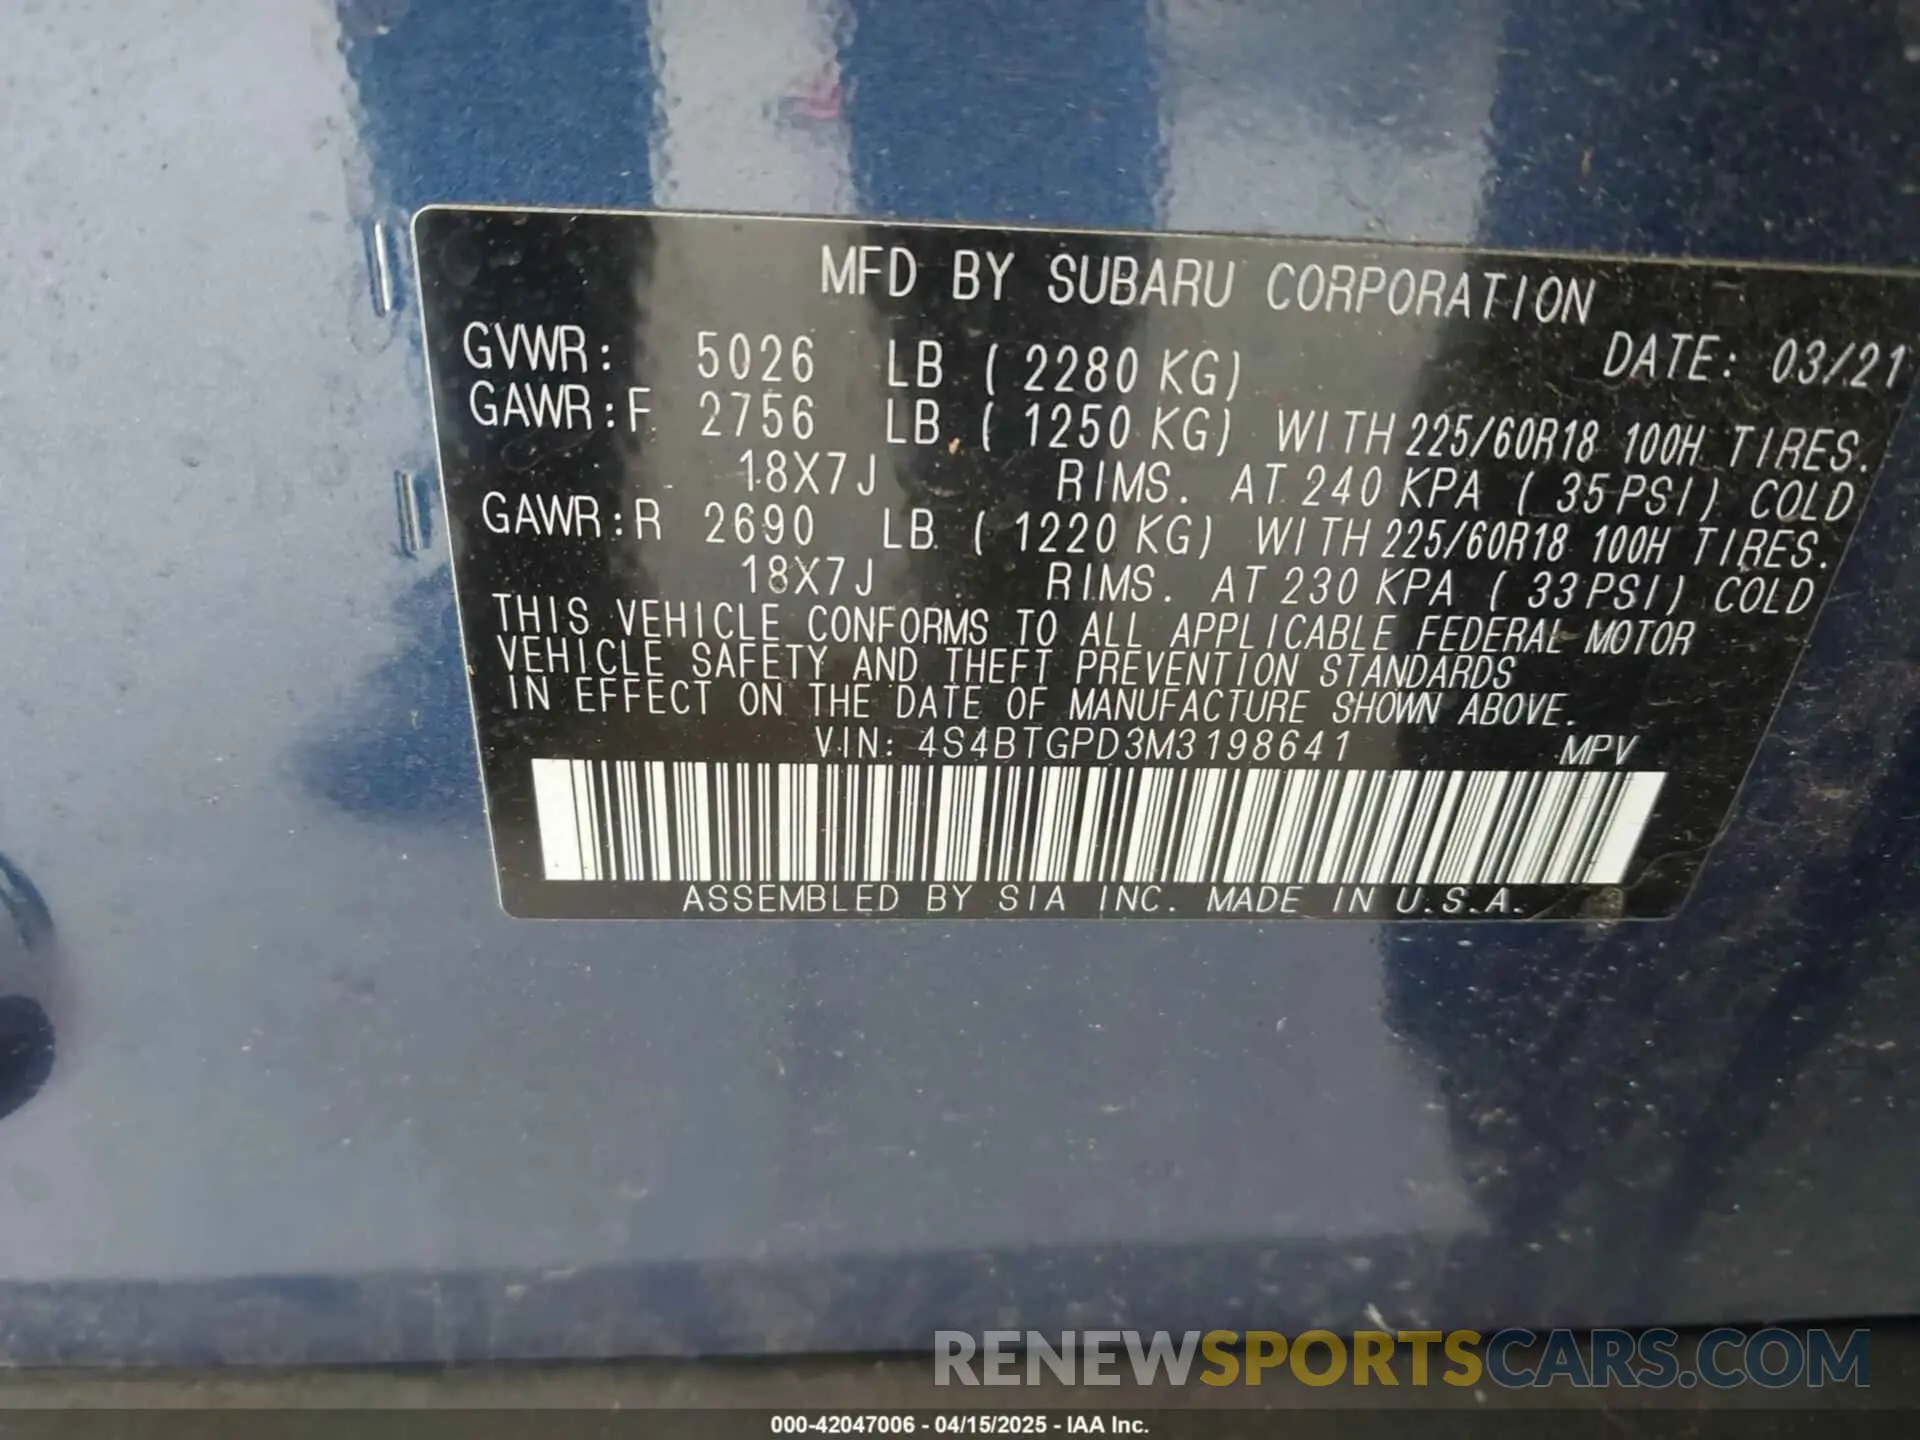 MFD BY SUBARU CORPORATION
GVWR: 5026 LB ( 2280 KG) DATE: 03/21
GAWR:F 2756 LB ( 1250 KG) WITH 225/60R18 100H TIRES.
18X7J RIMS. AT 240 KPA ( 35 PSI) COLD
GAWR:R 2690 LB ( 1220 KG) WITH 225/60R18 100H TIRES.
18X7J RIMS. AT 230 KPA ( 33 PSI) COLD
THIS VEHICLE CONFORMS TO ALL APPLICABLE FEDERAL MOTOR
VEHICLE SAFETY AND THEFT PREVENTION STANDARDS
IN EFFECT ON THE DATE OF MANUFACTURE SHOWN ABOVE.
VIN: 4S4BTGPD3M3198641 MPV
ASSEMBLED BY SIA INC. MADE IN U.S.A.
RENEWSPORTSCARS.COM
000-42047006 - 04/15/2025 - IAA Inc.